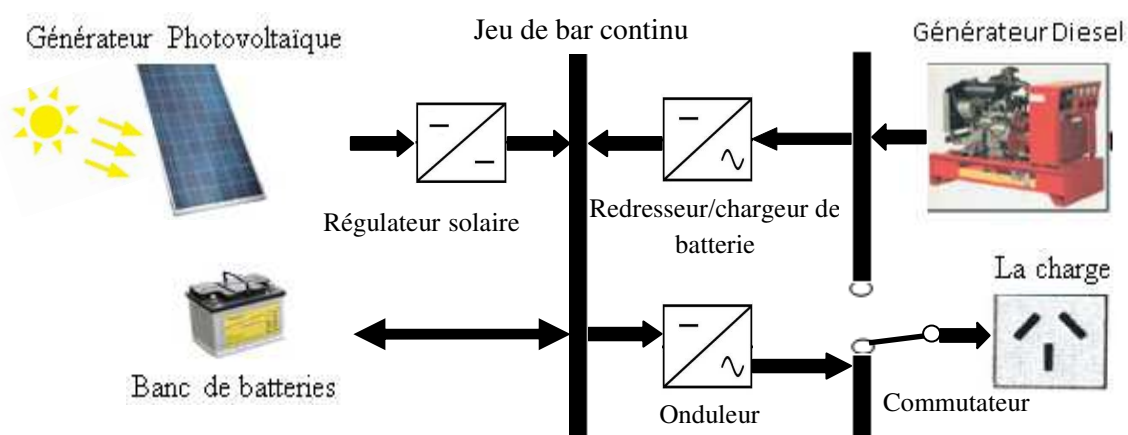 Générateur Photovoltaïque
Jeu de bar continu
Générateur Diesel
Régulateur solaire
Redresseur/chargeur de
batterie
La charge
Banc de batteries
Onduleur
Commutateur